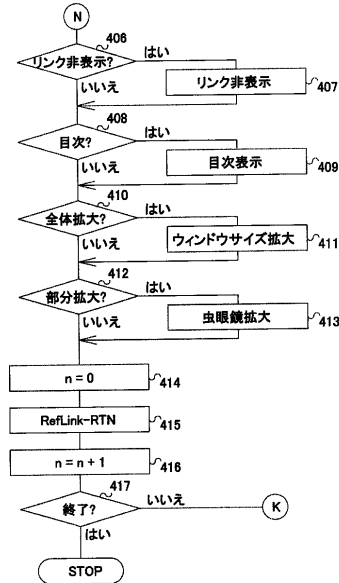 N
406
リンク非表示?
はい
リンク非表示
407
いいえ
408
目次?
はい
目次表示
409
いいえ
410
全体拡大?
はい
ウィンドウサイズ拡大
411
いいえ
412
部分拡大?
はい
虫眼鏡拡大
413
いいえ
n = 0
414
RefLink-RTN
415
n = n + 1
416
417
終了?
いいえ
K
はい
STOP